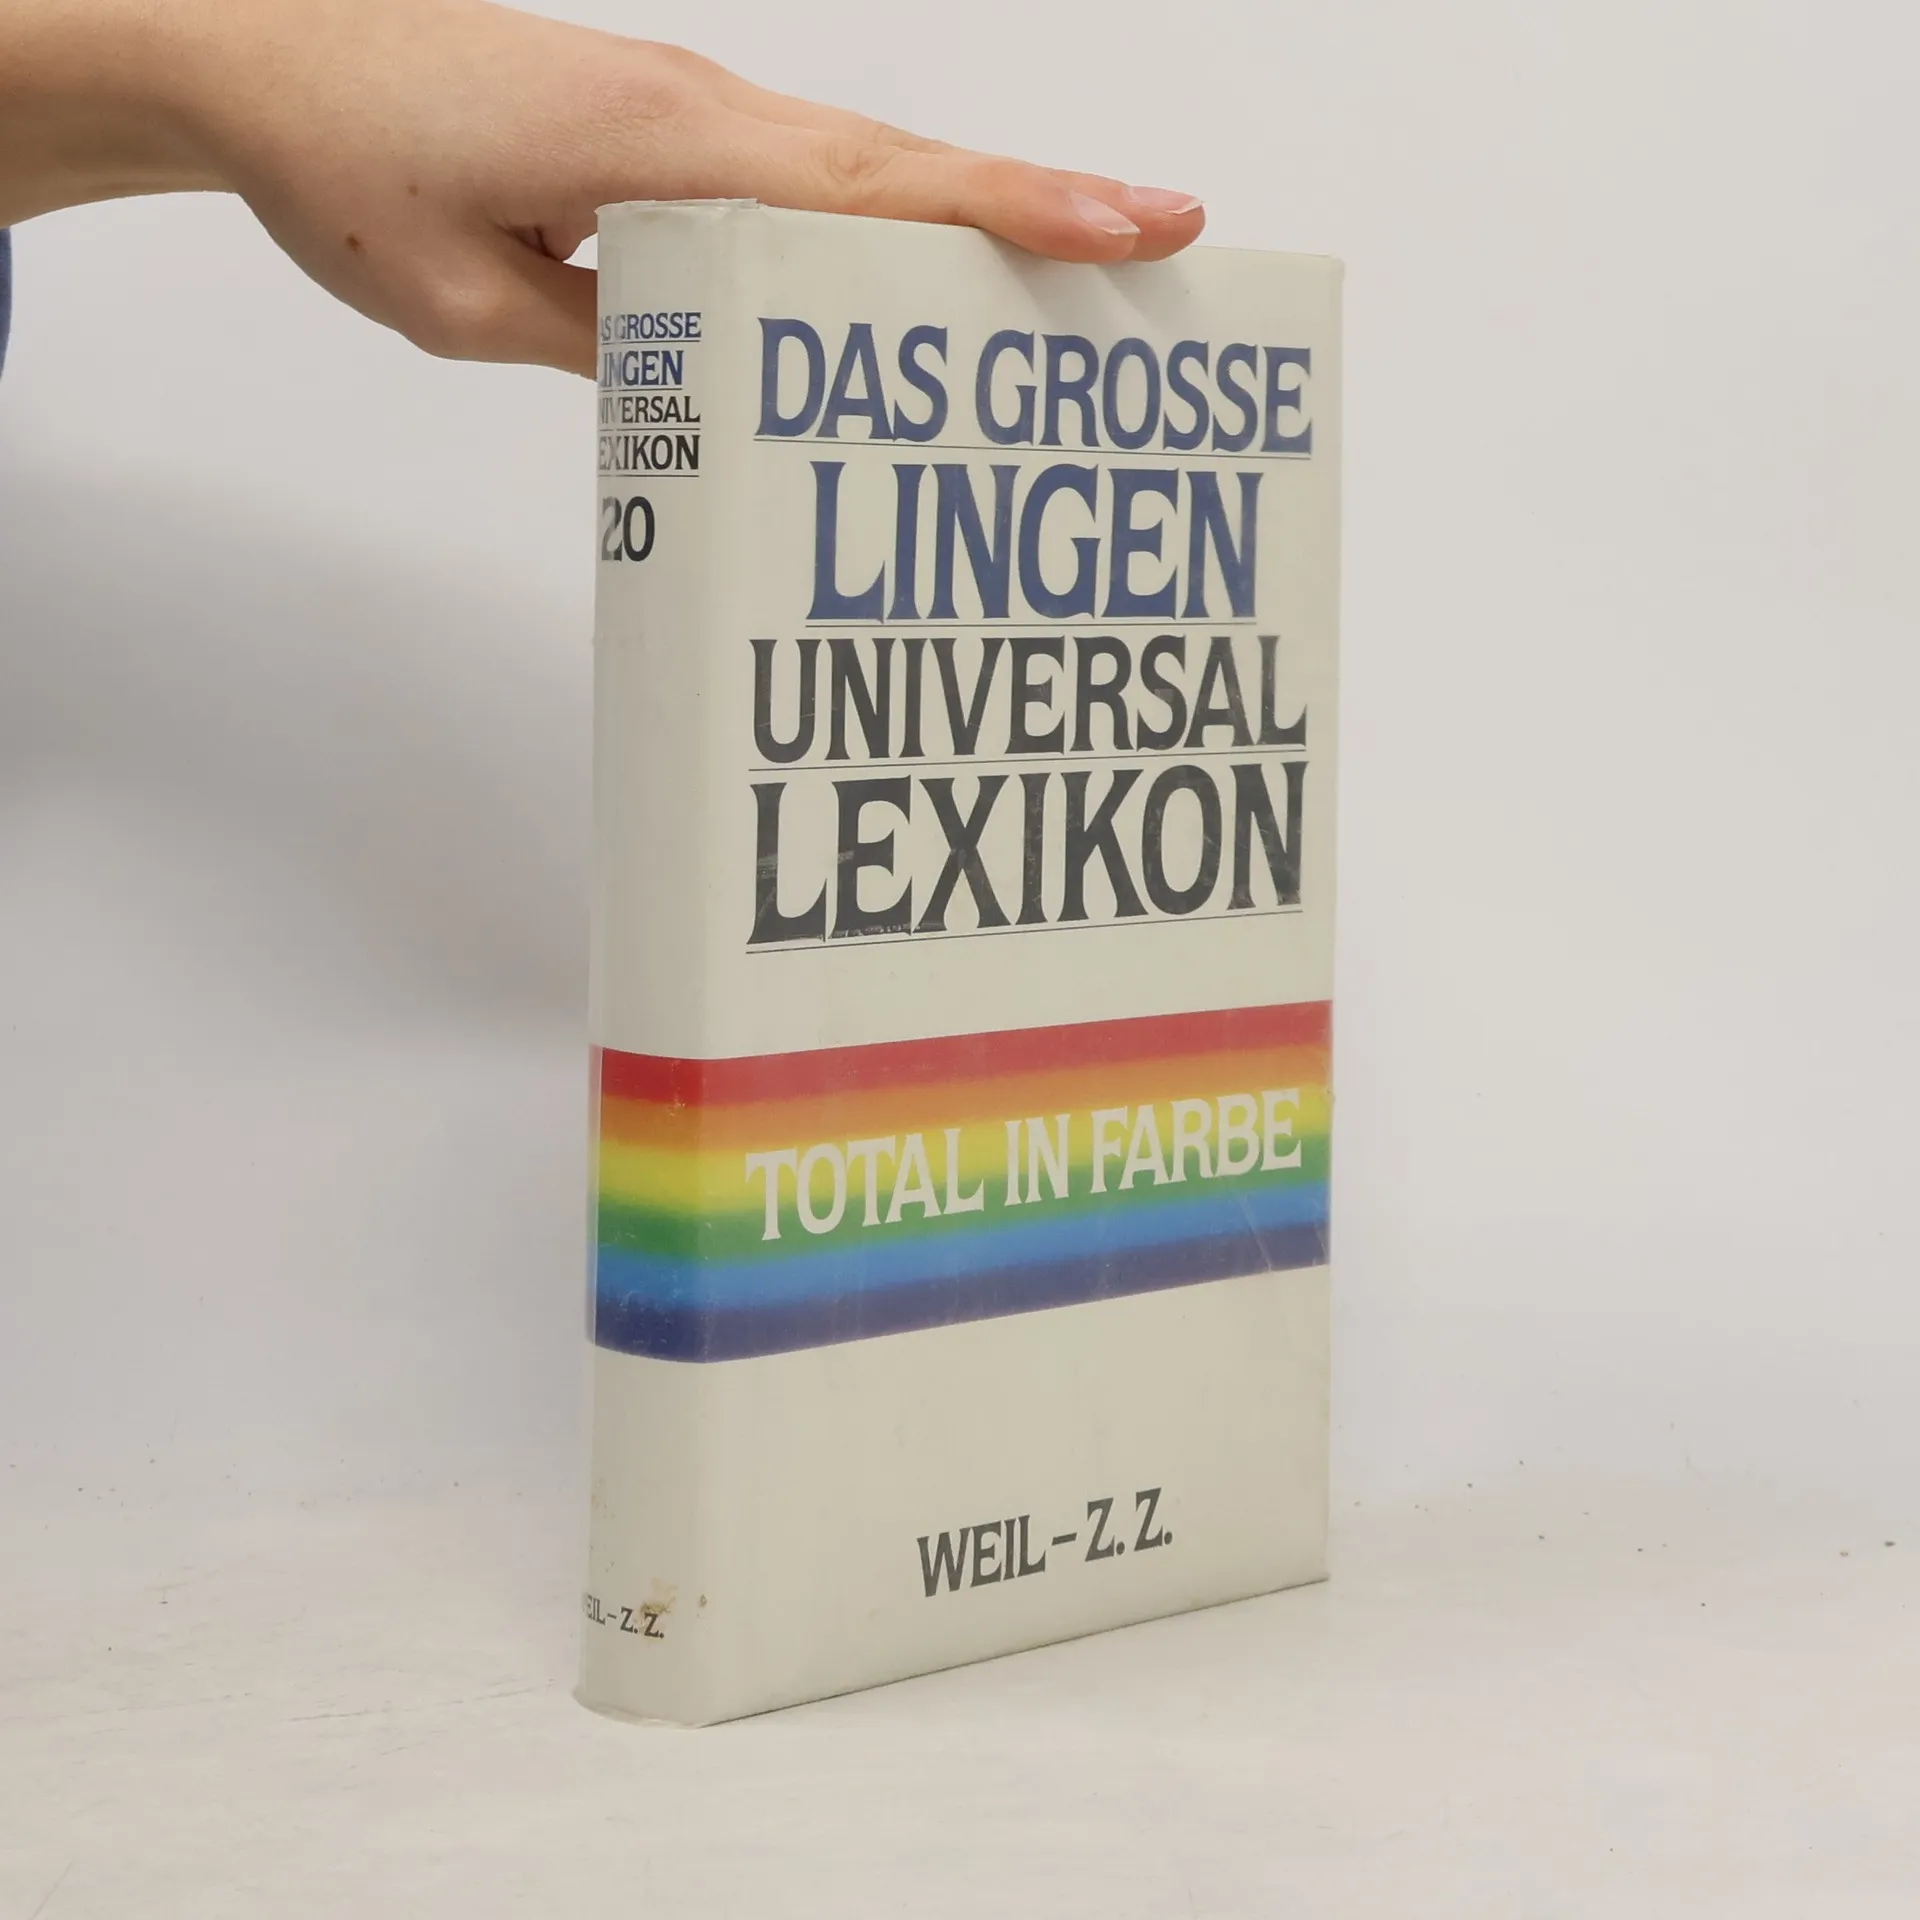 DAS GROSSE
LINGEN
UNIVERSAL
LEXIKON
20
WEIL–Z. Z.
DAS GROSSE
LINGEN
UNIVERSAL
LEXIKON
TOTAL IN FARBE
WEIL–Z. Z.